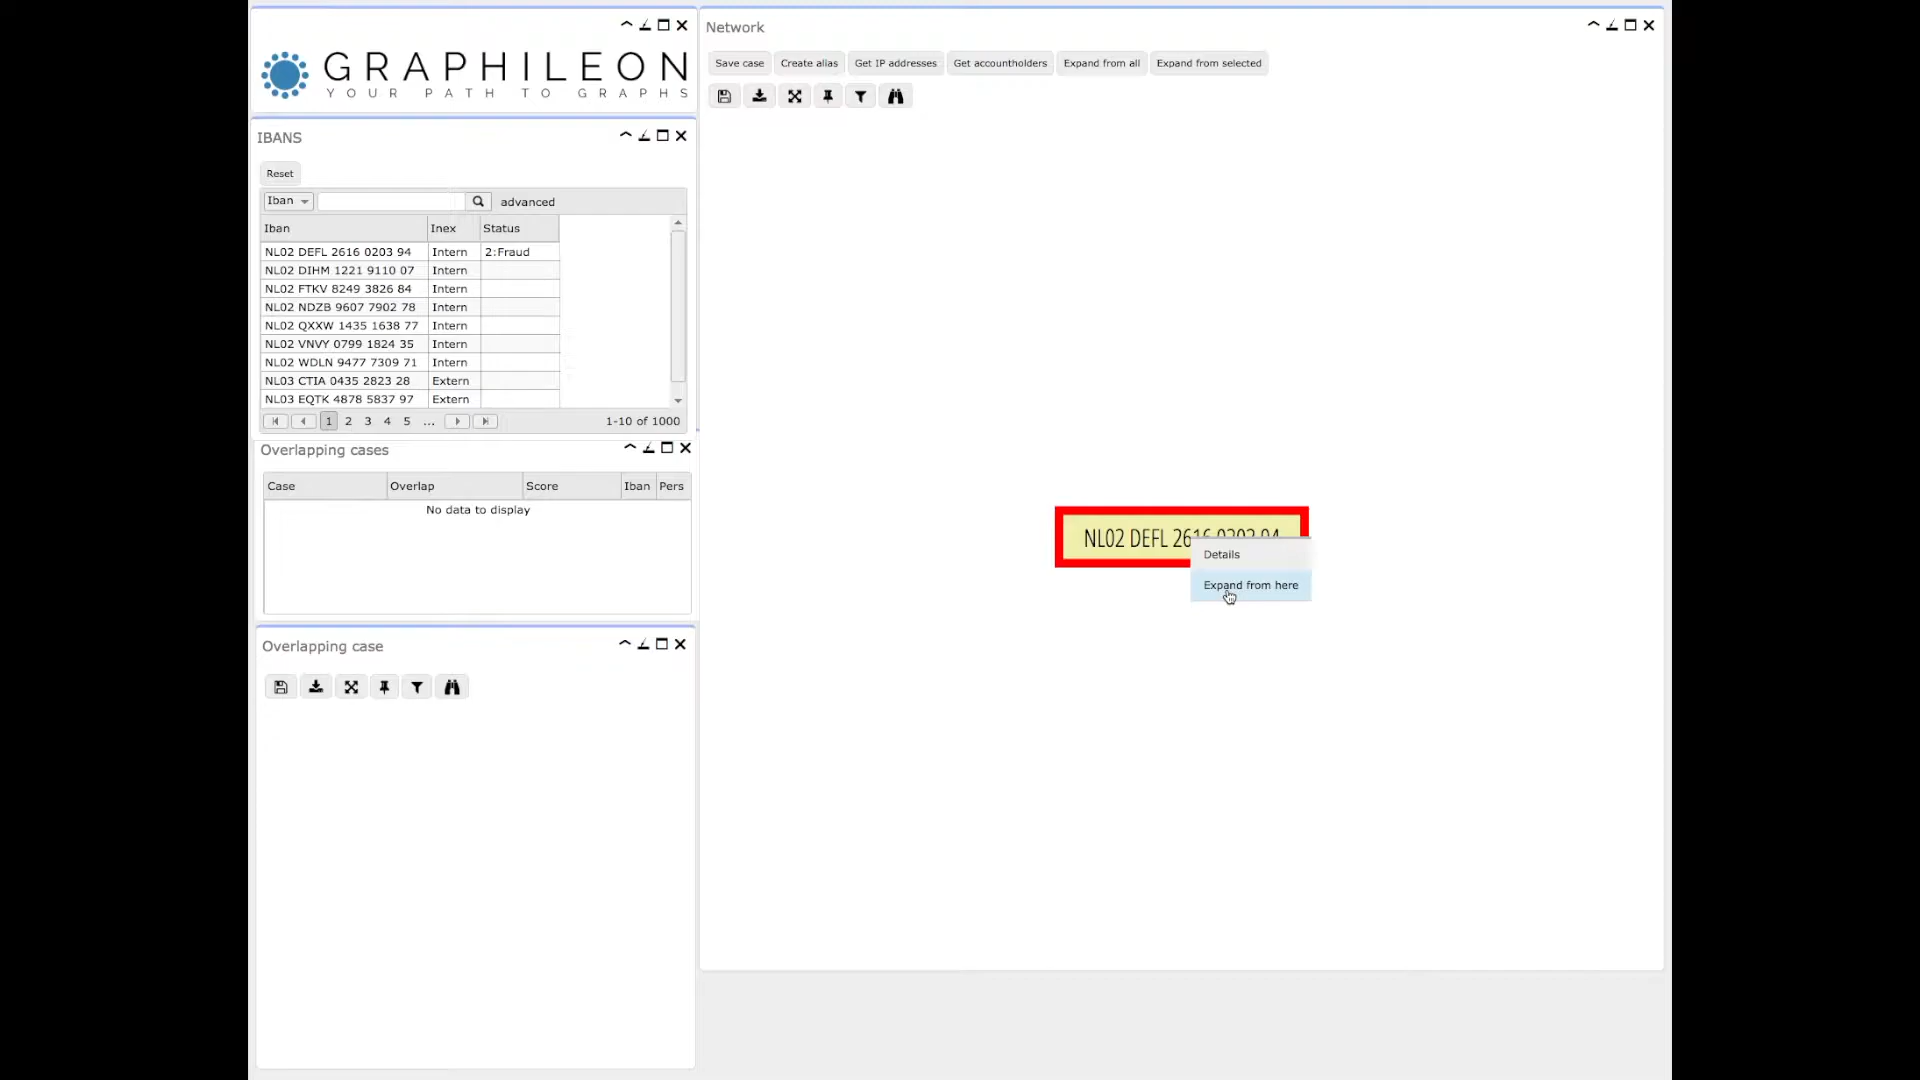 GRAPHILEON
YOUR PATH TO GRAPHS
IBANS
Reset
Iban
advanced
Iban Inex Status
NL02 DEFL 2616 0203 94 Intern 2:Fraud
NL02 DIHM 1221 9110 07 Intern
NL02 FTKV 8249 3826 84 Intern
NL02 NDZB 9607 7902 78 Intern
NL02 QXXW 1435 1638 77 Intern
NL02 VNVY 0799 1824 35 Intern
NL02 WDLN 9477 7309 71 Intern
NL03 CTIA 0435 2823 28 Extern
NL03 EQTK 4878 5837 97 Extern
1 2 3 4 5 ... 1-10 of 1000
Overlapping cases
Case Overlap Score Iban Pers
No data to display
Overlapping case
Network
Save case Create alias Get IP addresses Get accountholders Expand from all Expand from selected
NL02 DEFL 2616 0203 94
Details
Expand from here